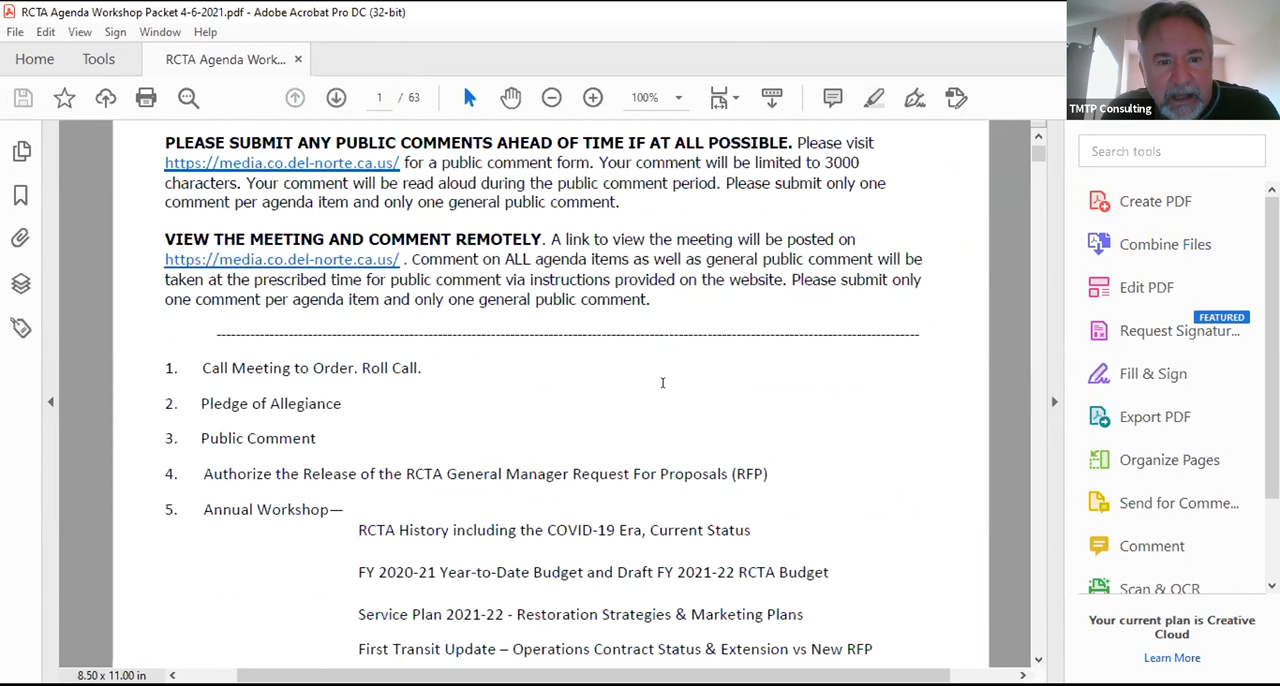 RCTA Agenda Workshop Packet 4-6-2021.pdf - Adobe Acrobat Pro DC (32-bit)
File Edit View Sign Window Help
Home Tools RCTA Agenda Work... ×
1 / 63 100%
TMTP Consulting
Search tools
PLEASE SUBMIT ANY PUBLIC COMMENTS AHEAD OF TIME IF AT ALL POSSIBLE. Please visit
https://media.co.del-norte.ca.us/ for a public comment form. Your comment will be limited to 3000
characters. Your comment will be read aloud during the public comment period. Please submit only one
comment per agenda item and only one general public comment.
VIEW THE MEETING AND COMMENT REMOTELY. A link to view the meeting will be posted on
https://media.co.del-norte.ca.us/ . Comment on ALL agenda items as well as general public comment will be
taken at the prescribed time for public comment via instructions provided on the website. Please submit only
one comment per agenda item and only one general public comment.
1. Call Meeting to Order. Roll Call.
2. Pledge of Allegiance
3. Public Comment
4. Authorize the Release of the RCTA General Manager Request For Proposals (RFP)
5. Annual Workshop—
RCTA History including the COVID-19 Era, Current Status
FY 2020-21 Year-to-Date Budget and Draft FY 2021-22 RCTA Budget
Service Plan 2021-22 - Restoration Strategies & Marketing Plans
First Transit Update – Operations Contract Status & Extension vs New RFP
8.50 x 11.00 in
Create PDF
Combine Files
Edit PDF
FEATURED
Request Signatur...
Fill & Sign
Export PDF
Organize Pages
Send for Comme...
Comment
Scan & OCR
Your current plan is Creative
Cloud
Learn More